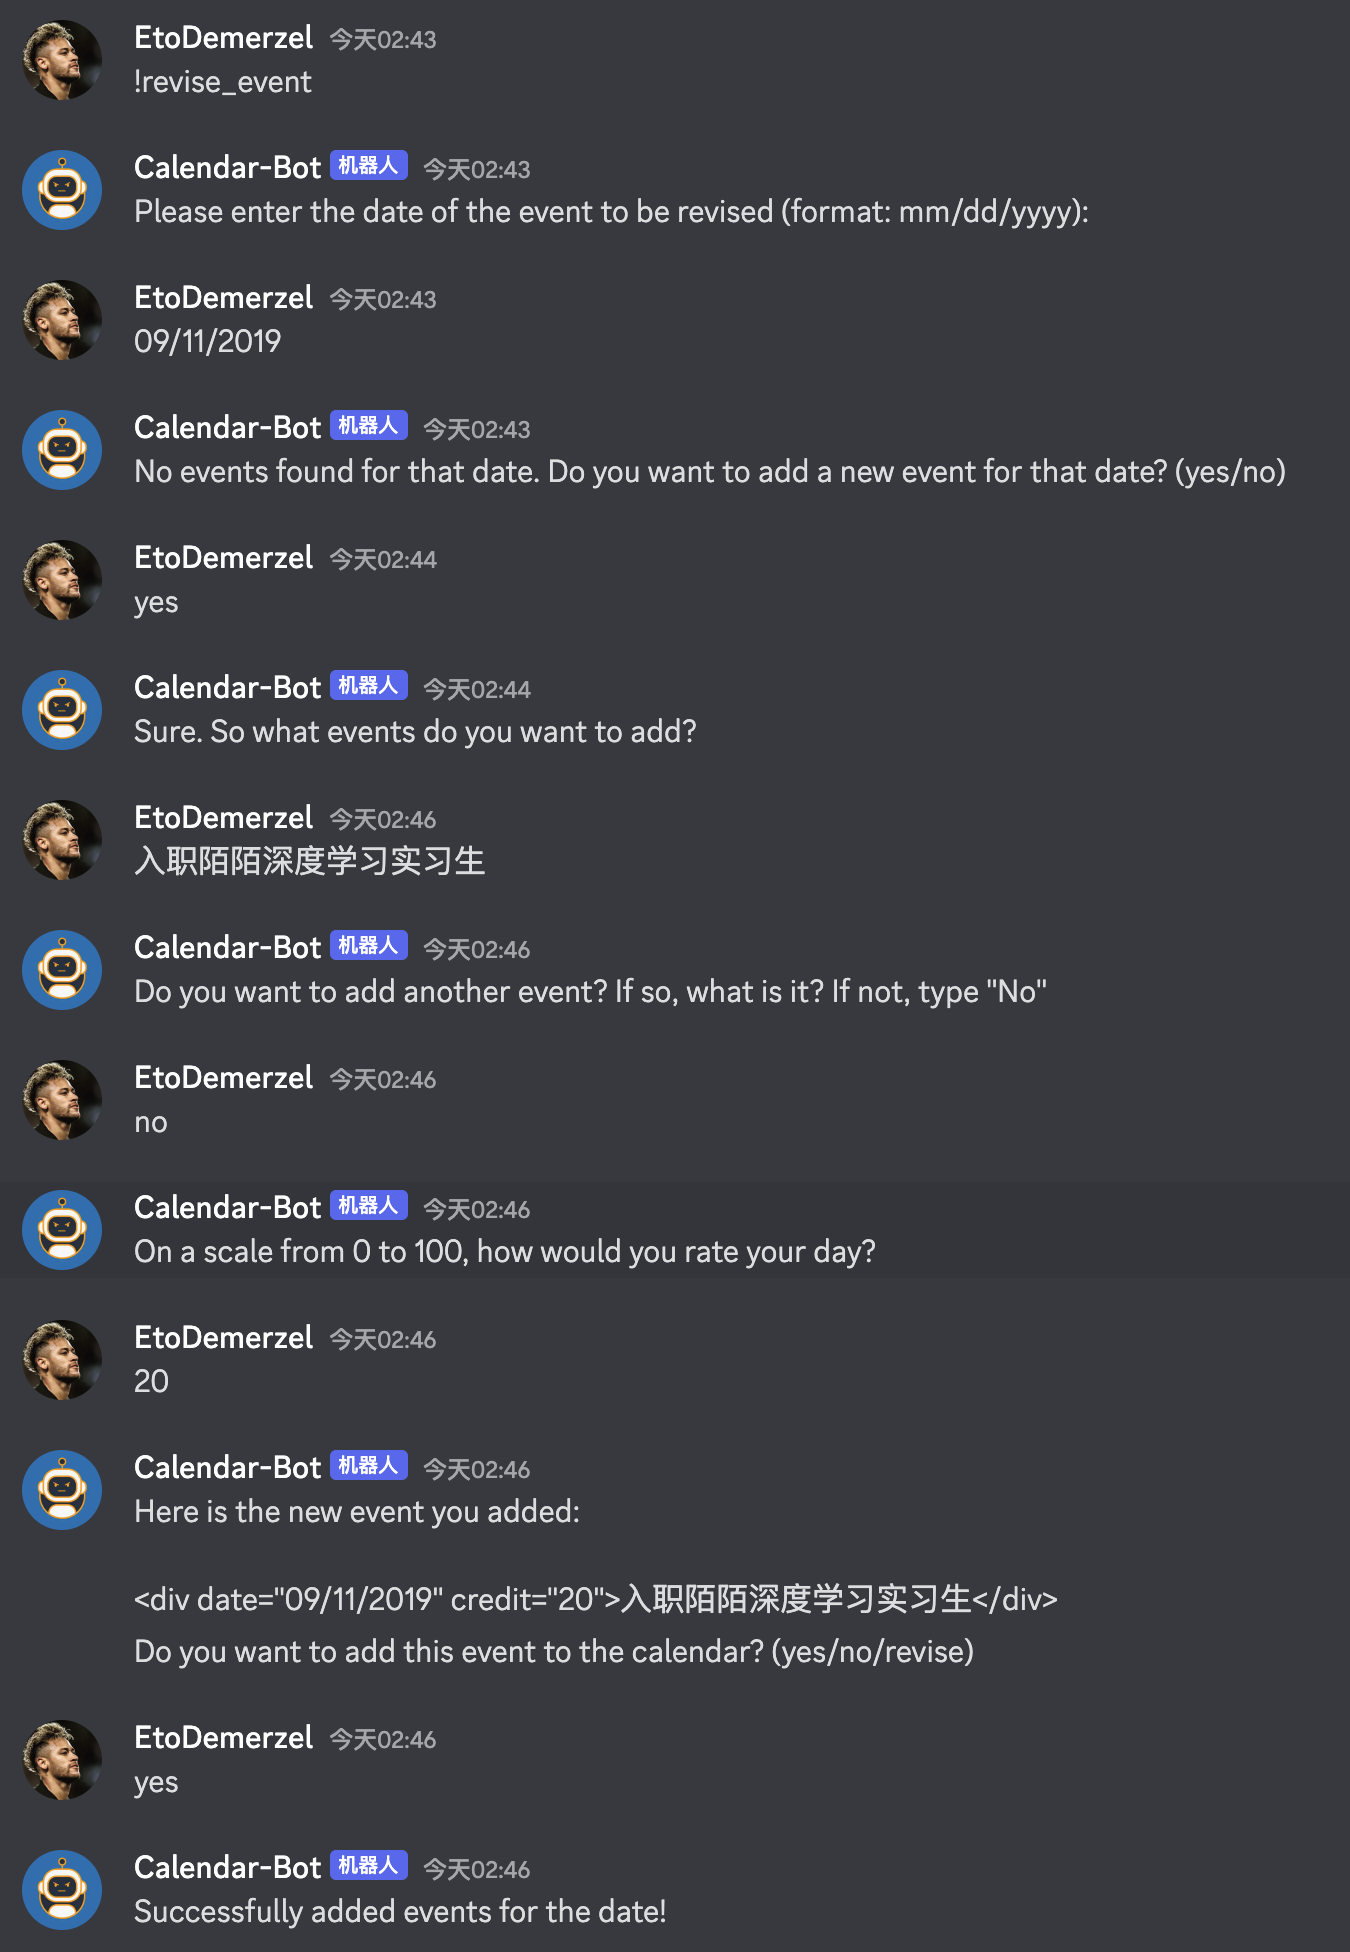 EtoDemerzel 今天02:43
!revise_event
Calendar-Bot 机器人 今天02:43
Please enter the date of the event to be revised (format: mm/dd/yyyy):
EtoDemerzel 今天02:43
09/11/2019
Calendar-Bot 机器人 今天02:43
No events found for that date. Do you want to add a new event for that date? (yes/no)
EtoDemerzel 今天02:44
yes
Calendar-Bot 机器人 今天02:44
Sure. So what events do you want to add?
EtoDemerzel 今天02:46
入职陌陌深度学习实习生
Calendar-Bot 机器人 今天02:46
Do you want to add another event? If so, what is it? If not, type "No"
EtoDemerzel 今天02:46
no
Calendar-Bot 机器人 今天02:46
On a scale from 0 to 100, how would you rate your day?
EtoDemerzel 今天02:46
20
Calendar-Bot 机器人 今天02:46
Here is the new event you added:
<div date="09/11/2019" credit="20">入职陌陌深度学习实习生</div>
Do you want to add this event to the calendar? (yes/no/revise)
EtoDemerzel 今天02:46
yes
Calendar-Bot 机器人 今天02:46
Successfully added events for the date!